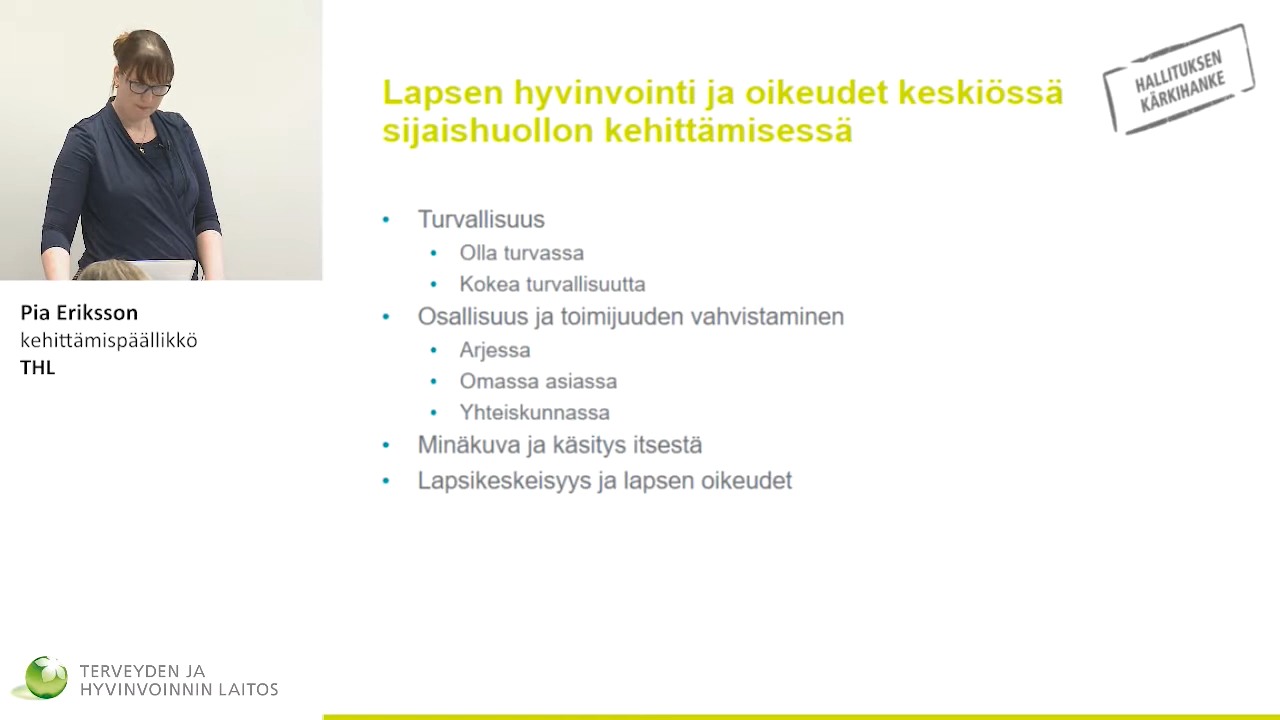 Lapsen hyvinvointi ja oikeudet keskiössä
sijaishuollon kehittämisessä
HALLITUKSEN
KÄRKIHANKE
• Turvallisuus
• Olla turvassa
• Kokea turvallisuutta
• Osallisuus ja toimijuuden vahvistaminen
• Arjessa
• Omassa asiassa
• Yhteiskunnassa
• Minäkuva ja käsitys itsestä
• Lapsikeskeisyys ja lapsen oikeudet
Pia Eriksson
kehittämispäällikkö
THL
TERVEYDEN JA
HYVINVOINNIN LAITOS